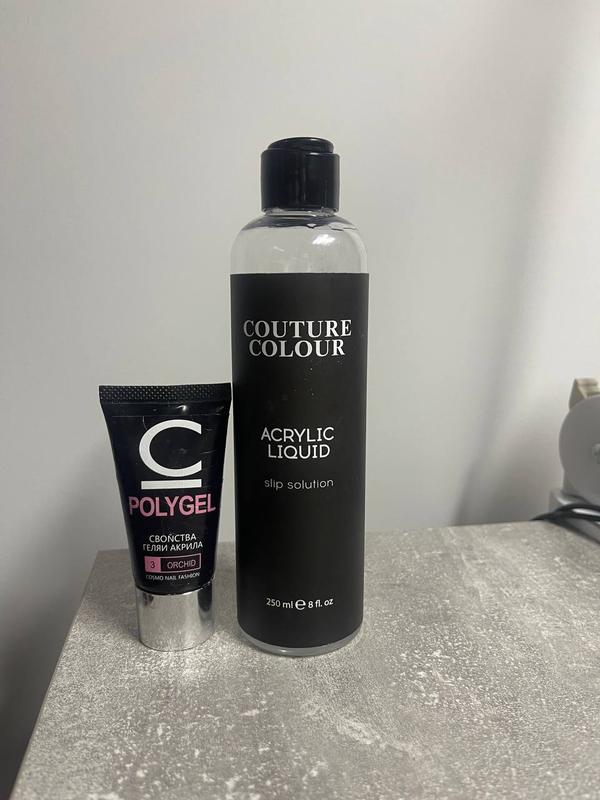 COUTURE
COLOUR
ACRYLIC
LIQUID
slip solution
250 ml e 8 fl. oz
POLYGEL
СВОЙСТВА
ГЕЛЯИ АКРИЛА
3 ORCHID
COSMO NAIL FASHION